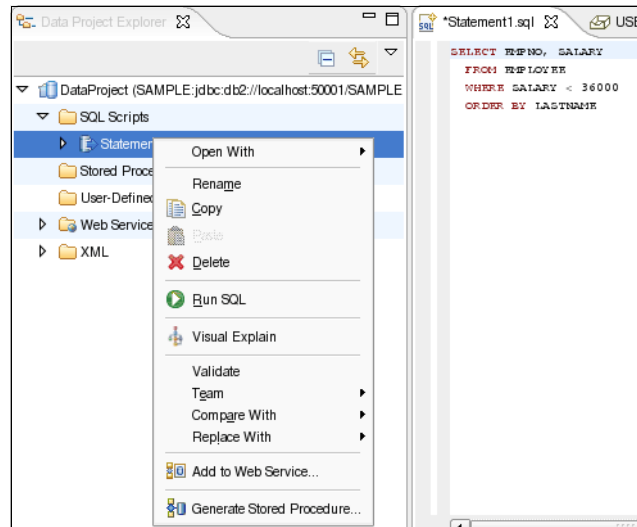 Data Project Explorer
DataProject (SAMPLE:jdbc:db2://localhost:50001/SAMPLE
SQL Scripts
Statemer
Stored Proce
User-Defined
Web Service
XML
Open With
Rename
Copy
Paste
Delete
Run SQL
Visual Explain
Validate
Team
Compare With
Replace With
Add to Web Service...
Generate Stored Procedure...
SQL *Statement1.sql USE
SELECT EMPNO, SALARY
FROM EMPLOYEE
WHERE SALARY < 36000
ORDER BY LASTNAME